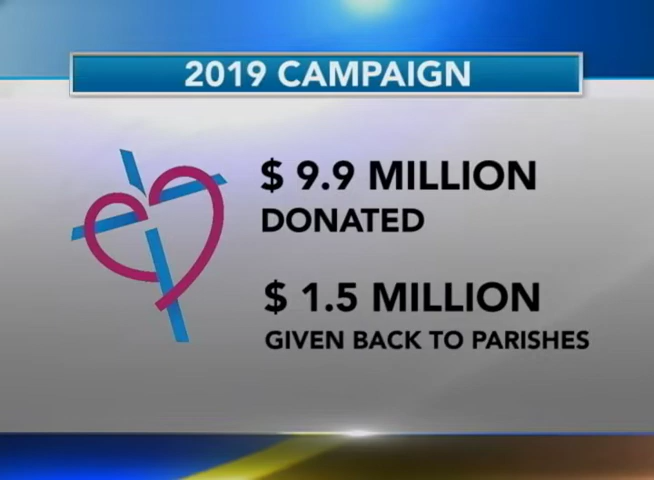 2019 CAMPAIGN
$ 9.9 MILLION
DONATED
$ 1.5 MILLION
GIVEN BACK TO PARISHES